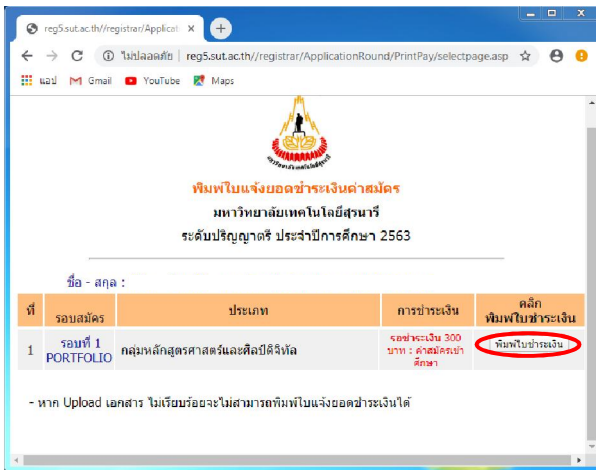 reg5.sut.ac.th//registrar/Applicat
ไม่ปลอดภัย | reg5.sut.ac.th//registrar/ApplicationRound/PrintPay/selectpage.asp
แอป Gmail YouTube Maps
พิมพ์ใบแจ้งยอดชำระเงินค่าสมัคร
มหาวิทยาลัยเทคโนโลยีสุรนารี
ระดับปริญญาตรี ประจำปีการศึกษา 2563
ชื่อ - สกุล :
ที่ รอบสมัคร ประเภท การชำระเงิน คลิก
พิมพ์ใบชำระเงิน
1 รอบที่ 1
PORTFOLIO
กลุ่มหลักสูตรศาสตร์และศิลป์ดิจิทัล
รอชำระเงิน 300
บาท : ค่าสมัครเข้า
ศึกษา
พิมพ์ใบชำระเงิน
- หาก Upload เอกสาร ไม่เรียบร้อยจะไม่สามารถพิมพ์ใบแจ้งยอดชำระเงินได้